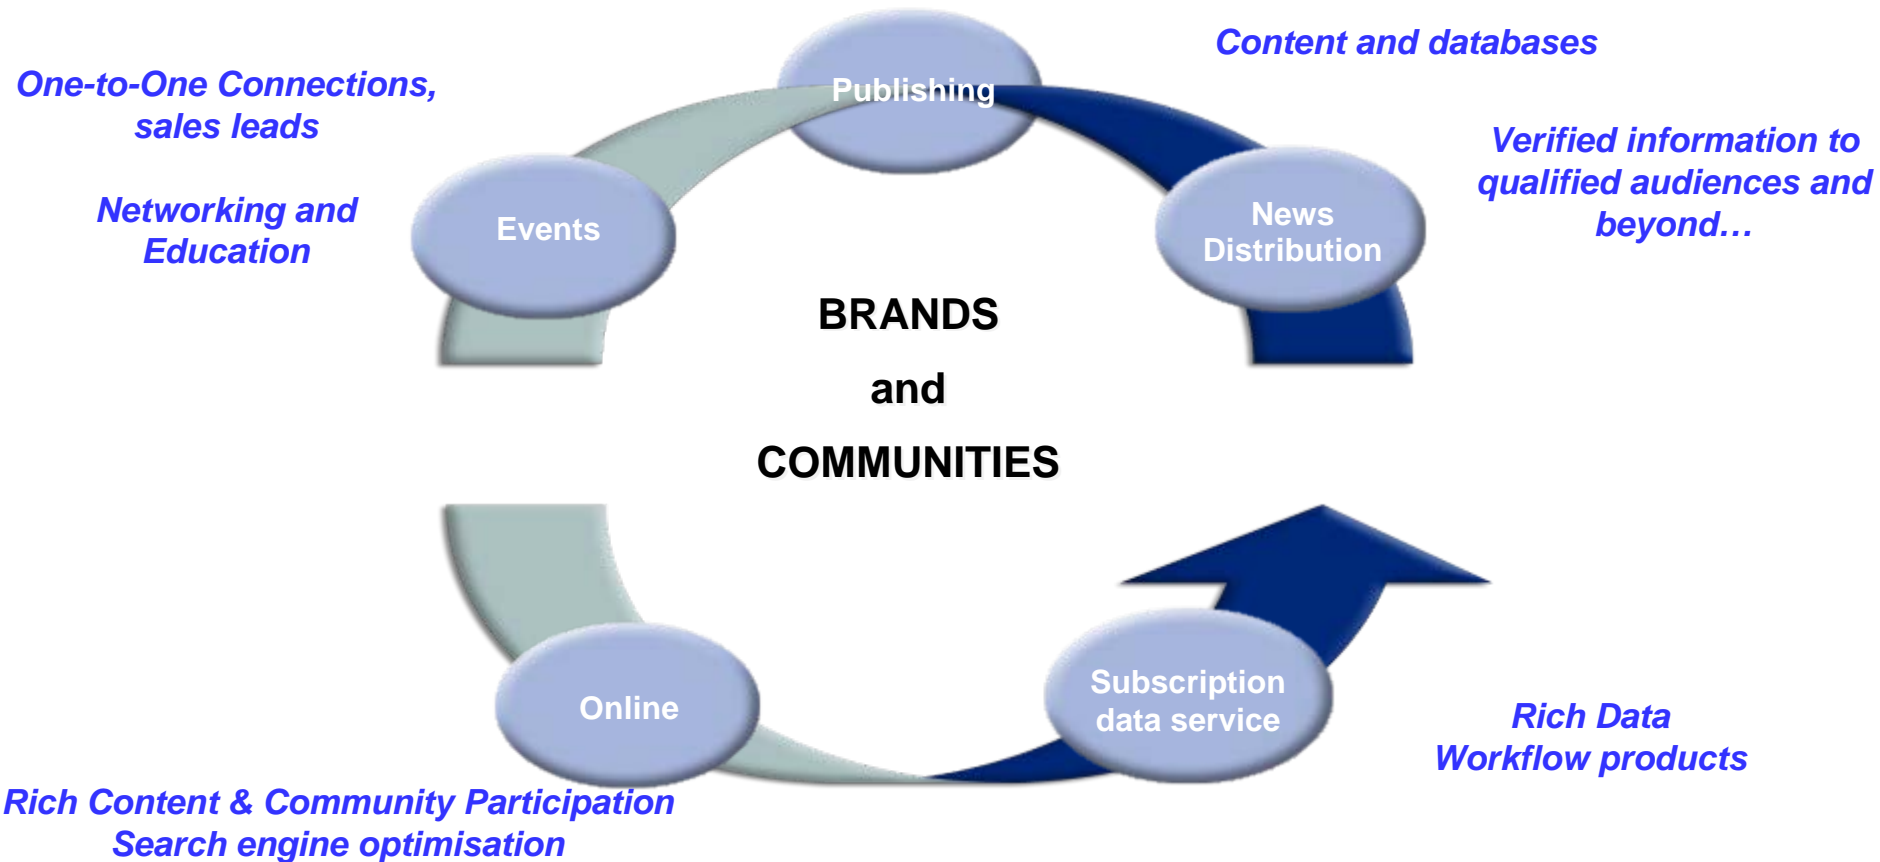 Publishing
Content and databases
One-to-One Connections,
sales leads
Networking and
Education
Events
News
Distribution
Verified information to
qualified audiences and
beyond…
BRANDS
and
COMMUNITIES
Online
Subscription
data service
Rich Data
Workflow products
Rich Content & Community Participation
Search engine optimisation